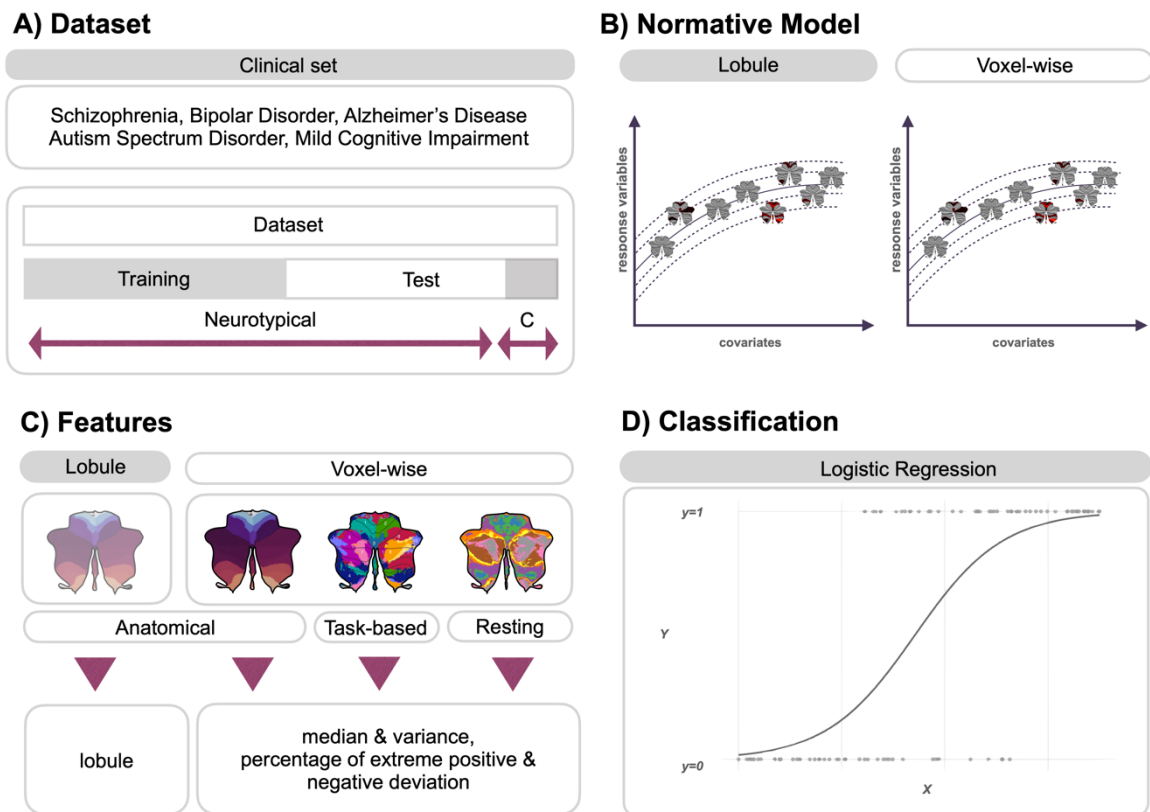 A) Dataset
Clinical set
Schizophrenia, Bipolar Disorder, Alzheimer's Disease
Autism Spectrum Disorder, Mild Cognitive Impairment
Dataset
Training
Test
Neurotypical
C
B) Normative Model
Lobule
Voxel-wise
response variables
covariates
response variables
covariates
C) Features
Lobule
Voxel-wise
Anatomical
Task-based
Resting
lobule
median & variance,
percentage of extreme positive &
negative deviation
D) Classification
Logistic Regression
y=1
Y
y=0
X